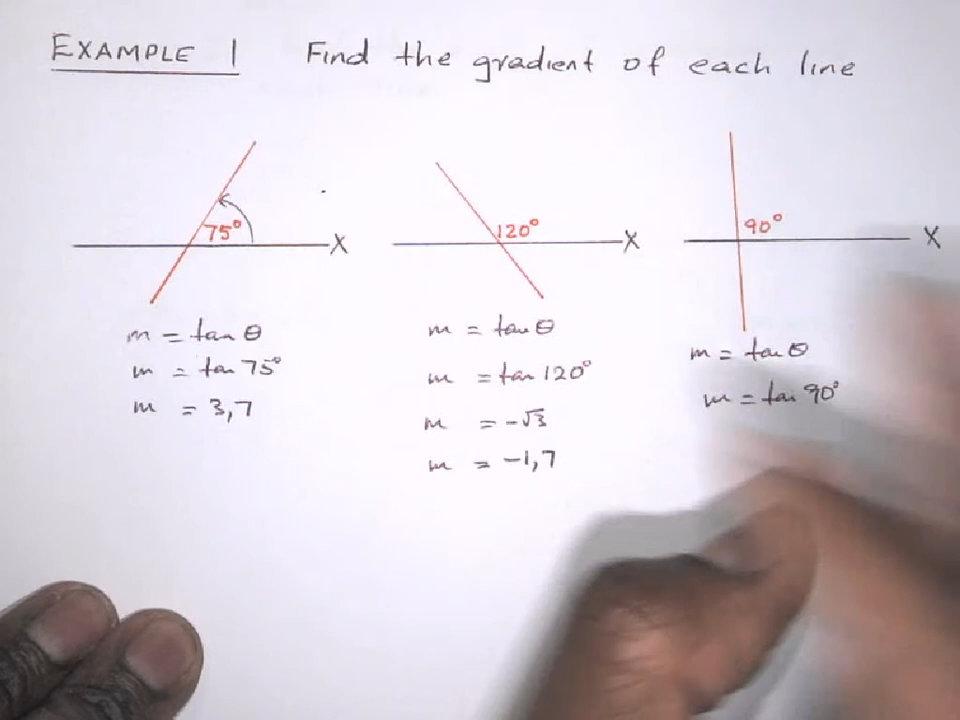 EXAMPLE 1 Find the gradient of each line
75° X
m = tan θ
m = tan 75°
m = 3,7
120° X
m = tan θ
m = tan 120°
m = -√3
m = -1,7
90° X
m = tan θ
m = tan 90°